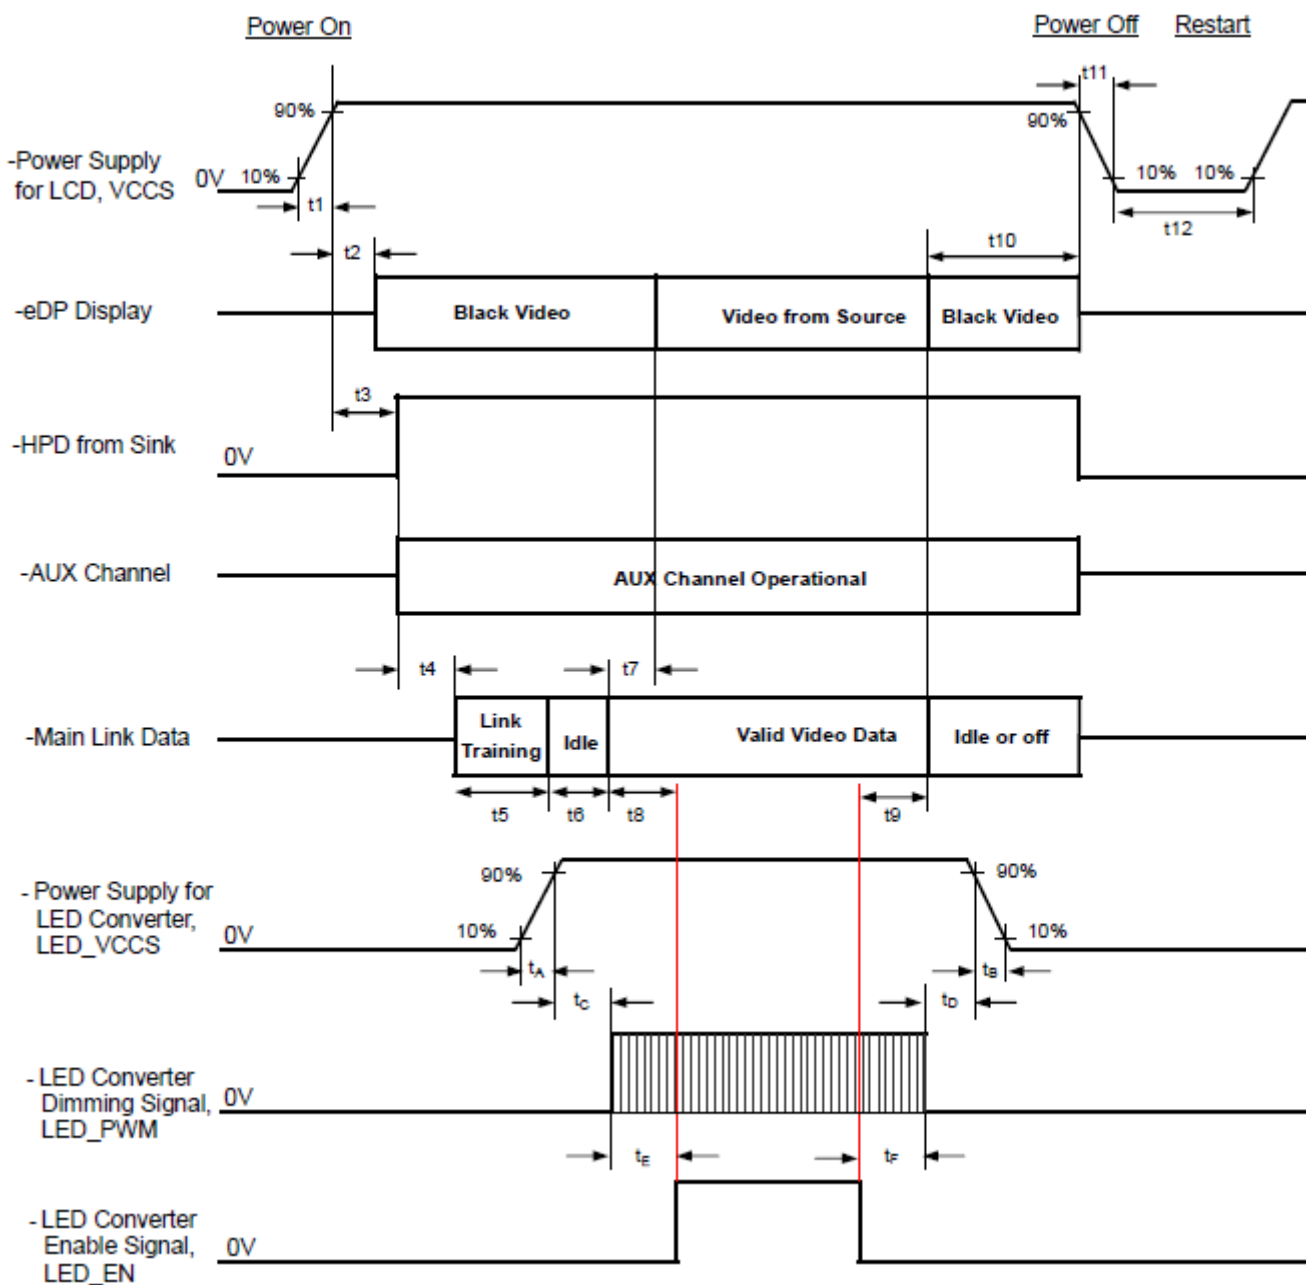 Power On
Power Off
Restart
t11
90%
90%
-Power Supply
for LCD, VCCS
0V
10%
10%
10%
t1
t12
t2
t10
-eDP Display
Black Video
Video from Source
Black Video
t3
-HPD from Sink
0V
-AUX Channel
AUX Channel Operational
t4
t7
-Main Link Data
Link
Training
Idle
Valid Video Data
Idle or off
t5
t6
t8
t9
90%
90%
- Power Supply for
LED Converter,
LED_VCCS
0V
10%
10%
tA
tB
tC
tD
- LED Converter
Dimming Signal,
LED_PWM
0V
tE
tF
- LED Converter
Enable Signal,
LED_EN
0V